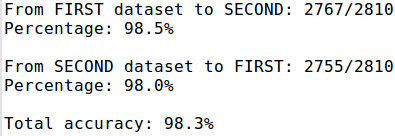 From FIRST dataset to SECOND: 2767/2810
Percentage: 98.5%
From SECOND dataset to FIRST: 2755/2810
Percentage: 98.0%
Total accuracy: 98.3%